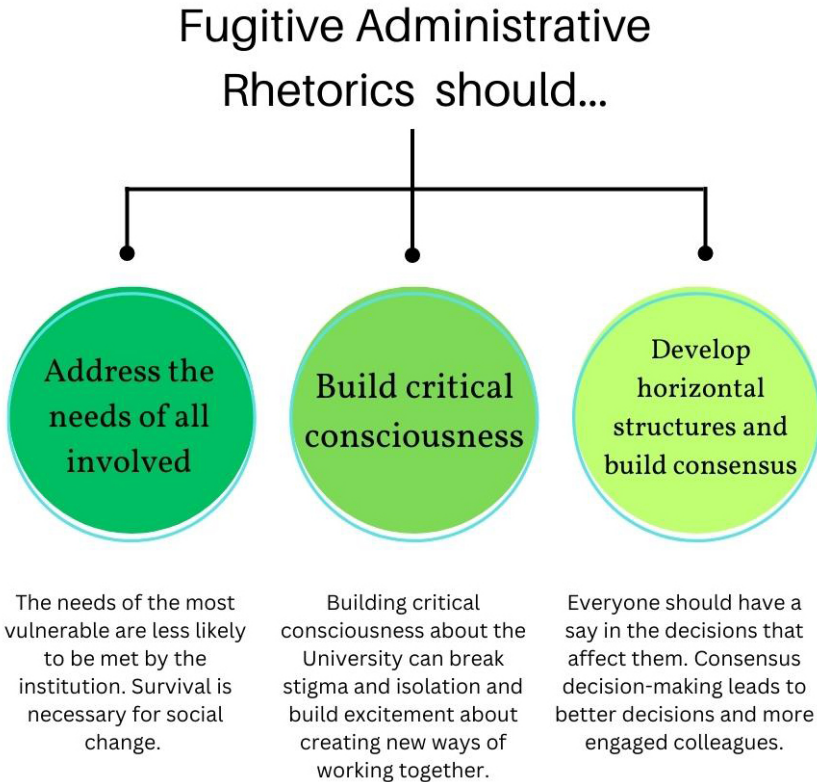 Fugitive Administrative
Rhetorics should...
Address the
needs of all
involved
Build critical
consciousness
Develop
horizontal
structures and
build consensus
The needs of the most
vulnerable are less likely
to be met by the
institution. Survival is
necessary for social
change.
Building critical
consciousness about the
University can break
stigma and isolation and
build excitement about
creating new ways of
working together.
Everyone should have a
say in the decisions that
affect them. Consensus
decision-making leads to
better decisions and more
engaged colleagues.